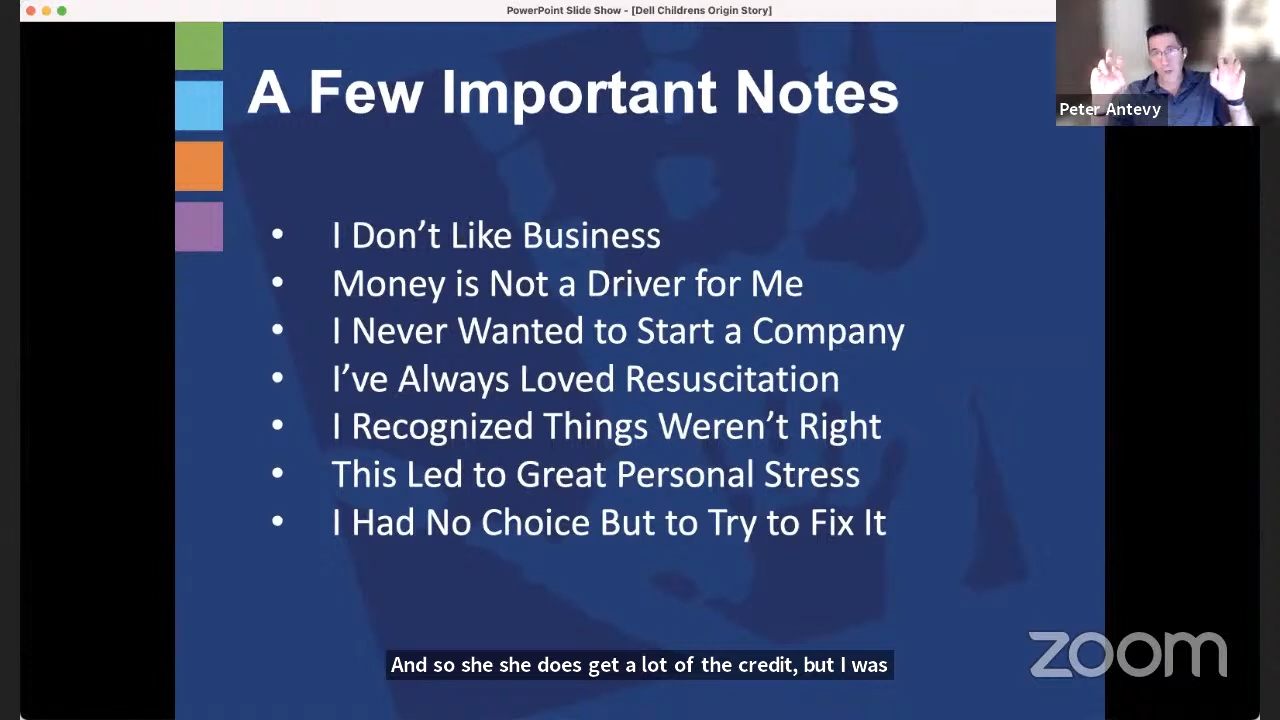 PowerPoint Slide Show - [Dell Childrens Origin Story]
A Few Important Notes
Peter Antevy
• I Don’t Like Business
• Money is Not a Driver for Me
• I Never Wanted to Start a Company
• I’ve Always Loved Resuscitation
• I Recognized Things Weren’t Right
• This Led to Great Personal Stress
• I Had No Choice But to Try to Fix It
And so she she does get a lot of the credit, but I was
zoom